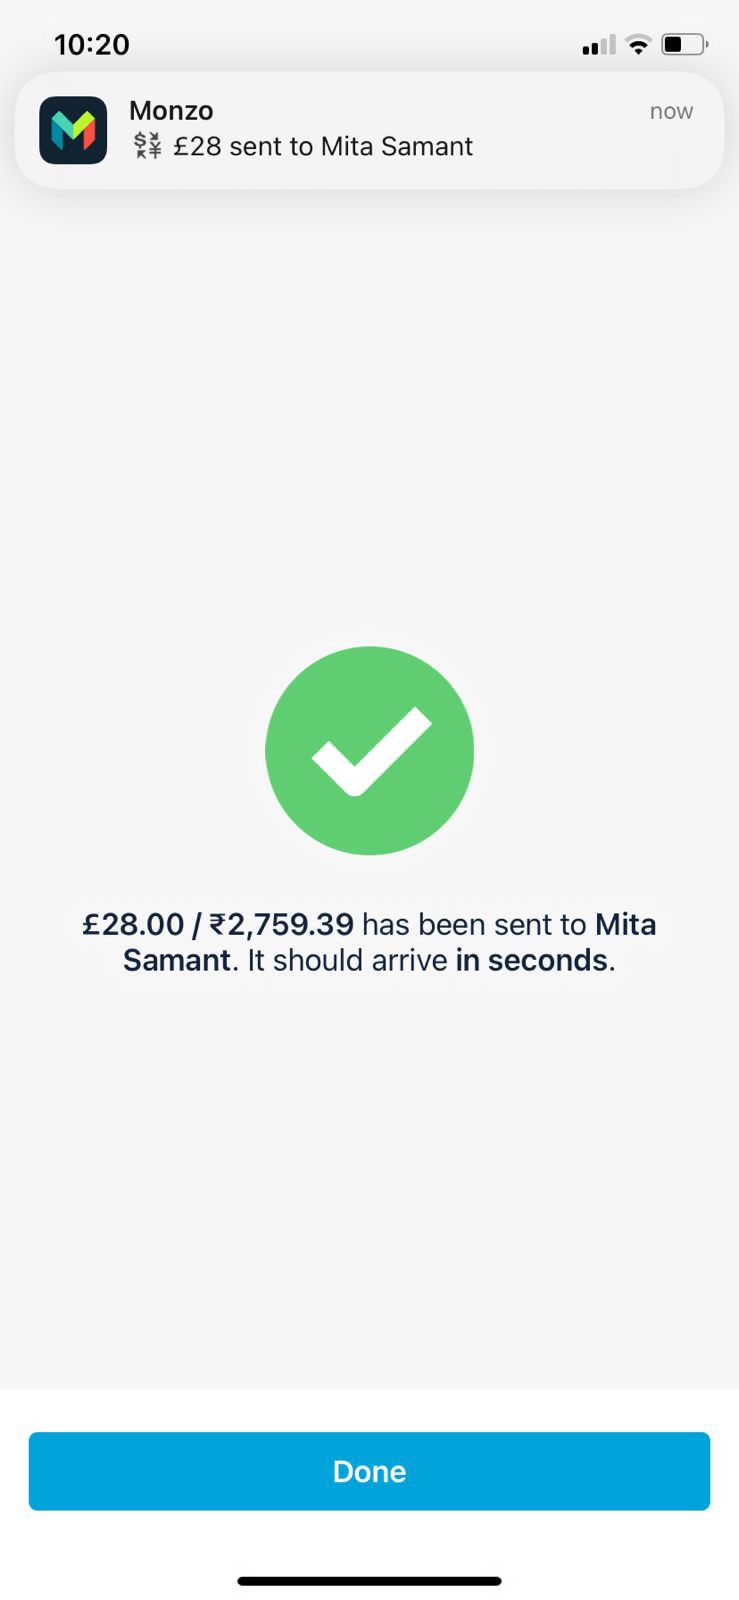 10:20
Monzo
now
💱 £28 sent to Mita Samant
£28.00 / ₹2,759.39 has been sent to Mita
Samant. It should arrive in seconds.
Done